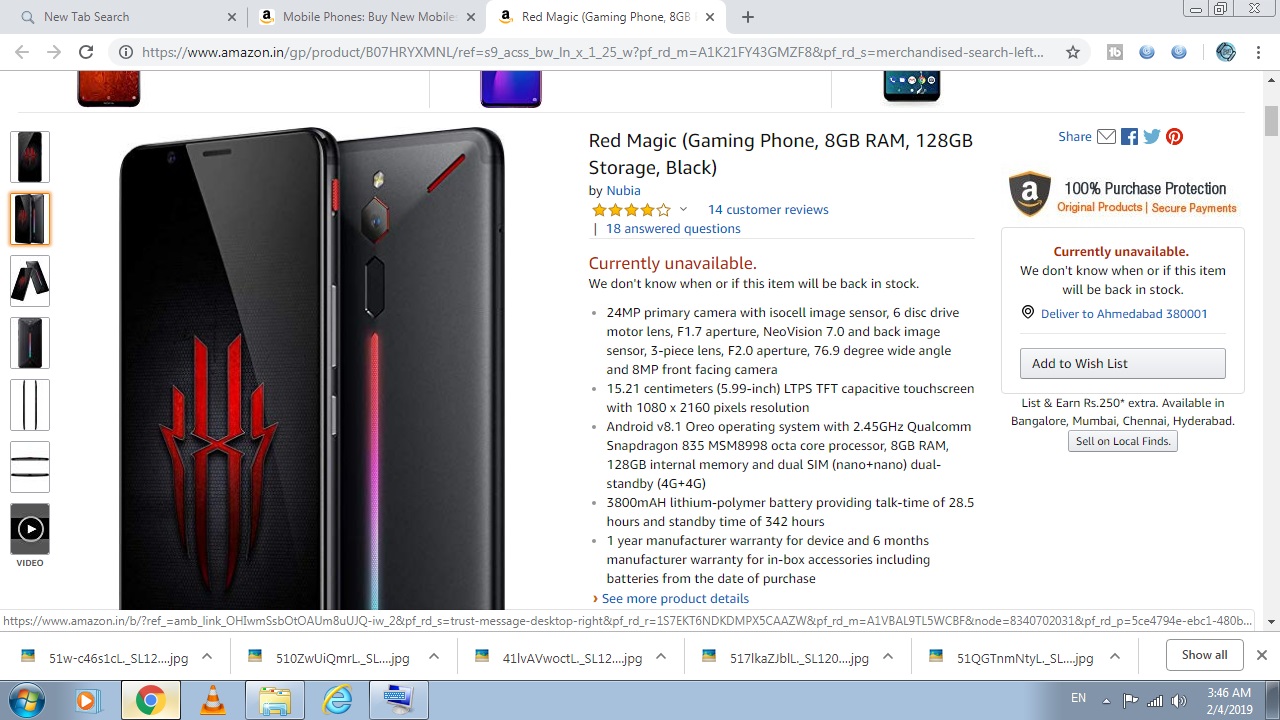 New Tab Search
Mobile Phones: Buy New Mobile
Red Magic (Gaming Phone, 8GB
https://www.amazon.in/gp/product/B07HRYXMNL/ref=s9_acss_bw_ln_x_1_25_w?pf_rd_m=A1K21FY43GMZF8&pf_rd_s=merchandised-search-left...
Red Magic (Gaming Phone, 8GB RAM, 128GB
Storage, Black)
by Nubia
14 customer reviews
| 18 answered questions
Currently unavailable.
We don't know when or if this item will be back in stock.
• 24MP primary camera with isocell image sensor, 6 disc drive
motor lens, F1.7 aperture, NeoVision 7.0 and back image
sensor, 3-piece lens, F2.0 aperture, 76.9 degree wide angle
and 8MP front facing camera
• 15.21 centimeters (5.99-inch) LTPS TFT capacitive touchscreen
with 1080 x 2160 pixels resolution
• Android v8.1 Oreo operating system with 2.45GHz Qualcomm
Snapdragon 835 MSM8998 octa core processor, 8GB RAM,
128GB internal memory and dual SIM (nano+nano) dual-
standby (4G+4G)
• 3800mAH lithium-polymer battery providing talk-time of 28.5
hours and standby time of 342 hours
• 1 year manufacturer warranty for device and 6 months
manufacturer warranty for in-box accessories including
batteries from the date of purchase
› See more product details
Share
100% Purchase Protection
Original Products | Secure Payments
Currently unavailable.
We don't know when or if this item
will be back in stock.
Deliver to Ahmedabad 380001
Add to Wish List
List & Earn Rs.250* extra. Available in
Bangalore, Mumbai, Chennai, Hyderabad.
Sell on Local Finds.
VIDEO
https://www.amazon.in/b/?ref_=amb_link_OHIwmSsbOtOAUm8uUJQ-iw_2&pf_rd_s=trust-message-desktop-right&pf_rd_r=1S7EKT6NDKDMPX5CAAZW&pf_rd_m=A1VBAL9TL5WCBF&node=8340702031&pf_rd_p=5ce4794e-ebc1-480b...
51w-c46s1cL._SL12....jpg
510ZwUiQmrL._SL....jpg
41lvAVwoctL._SL12....jpg
517lkaZJblL._SL120....jpg
51QGTnmNtyL._SL....jpg
Show all
EN
3:46 AM
2/4/2019